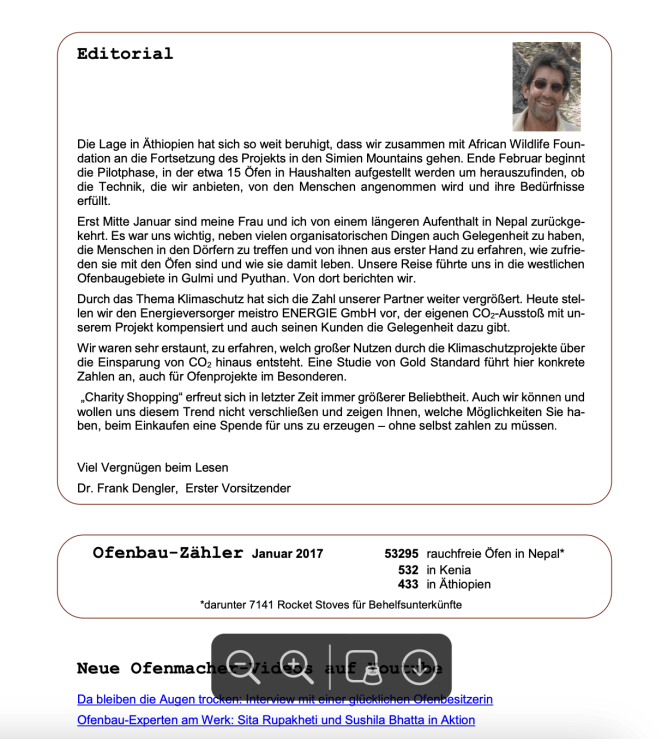 Editorial
Die Lage in Äthiopien hat sich so weit beruhigt, dass wir zusammen mit African Wildlife Foun-
dation an die Fortsetzung des Projekts in den Simien Mountains gehen. Ende Februar beginnt
die Pilotphase, in der etwa 15 Öfen in Haushalten aufgestellt werden um herauszufinden, ob
die Technik, die wir anbieten, von den Menschen angenommen wird und ihre Bedürfnisse
erfüllt.
Erst Mitte Januar sind meine Frau und ich von einem längeren Aufenthalt in Nepal zurückge-
kehrt. Es war uns wichtig, neben vielen organisatorischen Dingen auch Gelegenheit zu haben,
die Menschen in den Dörfern zu treffen und von ihnen aus erster Hand zu erfahren, wie zufrie-
den sie mit den Öfen sind und wie sie damit leben. Unsere Reise führte uns in die westlichen
Ofenbaugebiete in Gulmi und Pyuthan. Von dort berichten wir.
Durch das Thema Klimaschutz hat sich die Zahl unserer Partner weiter vergrößert. Heute stel-
len wir den Energieversorger meistro ENERGIE GmbH vor, der eigenen CO₂-Ausstoß mit un-
serem Projekt kompensiert und auch seinen Kunden die Gelegenheit dazu gibt.
Wir waren sehr erstaunt, zu erfahren, welch großer Nutzen durch die Klimaschutzprojekte über
die Einsparung von CO₂ hinaus entsteht. Eine Studie von Gold Standard führt hier konkrete
Zahlen an, auch für Ofenprojekte im Besonderen.
„Charity Shopping“ erfreut sich in letzter Zeit immer größerer Beliebtheit. Auch wir können und
wollen uns diesem Trend nicht verschließen und zeigen Ihnen, welche Möglichkeiten Sie ha-
ben, beim Einkaufen eine Spende für uns zu erzeugen – ohne selbst zahlen zu müssen.
Viel Vergnügen beim Lesen
Dr. Frank Dengler, Erster Vorsitzender
Ofenbau-Zähler Januar 2017 53295 rauchfreie Öfen in Nepal*
532 in Kenia
433 in Äthiopien
*darunter 7141 Rocket Stoves für Behelfsunterkünfte
Neue Ofenmacher-Videos auf Youtube
Da bleiben die Augen trocken: Interview mit einer glücklichen Ofenbesitzerin
Ofenbau-Experten am Werk: Sita Rupakheti und Sushila Bhatta in Aktion